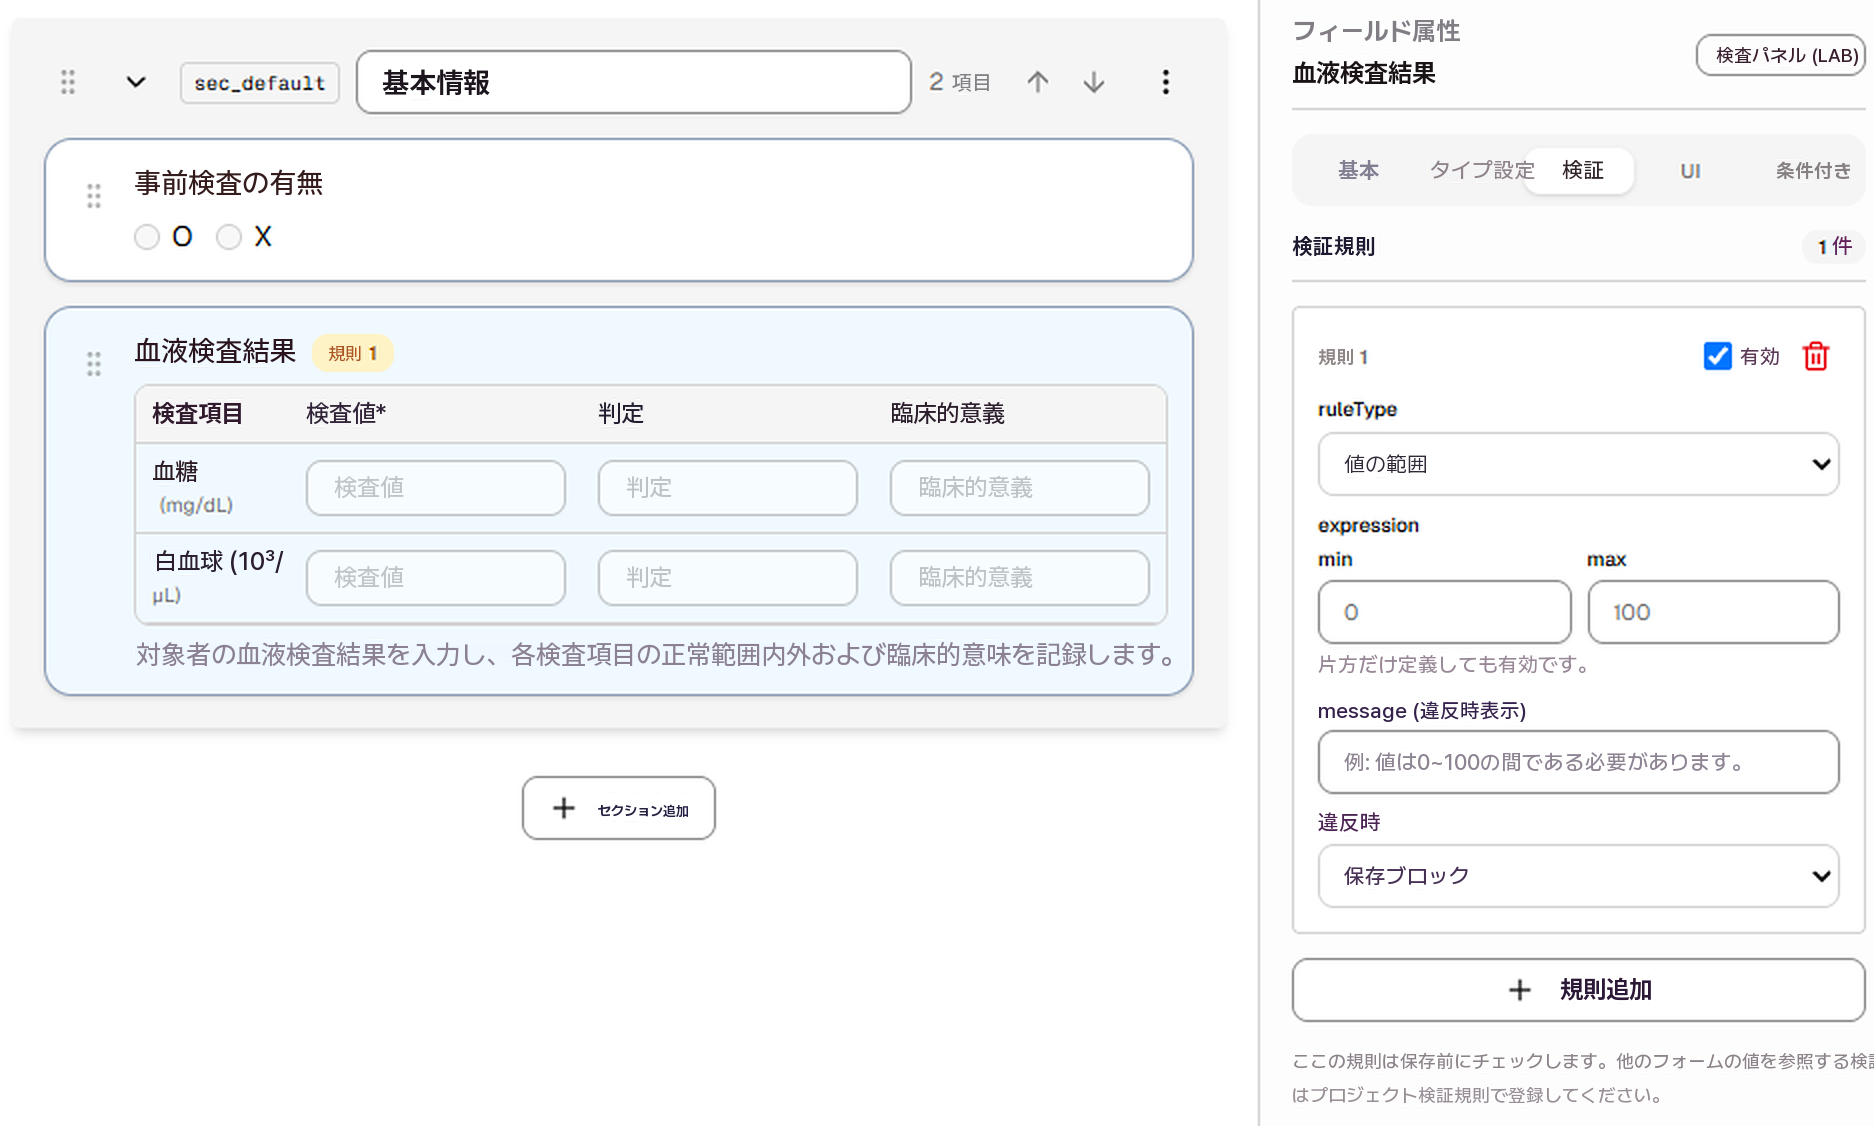 sec_default
基本情報
2 項目
事前検査の有無
O X
血液検査結果 規則 1
検査項目 検査値* 判定 臨床的意義
血糖
(mg/dL)
検査値 判定 臨床的意義
白血球 (10³/
μL)
検査値 判定 臨床的意義
対象者の血液検査結果を入力し、各検査項目の正常範囲内外および臨床的意味を記録します。
+ セクション追加
フィールド属性
血液検査結果
検査パネル (LAB)
基本 タイプ設定 検証 UI 条件付き
検証規則 1 件
規則 1 有効
ruleType
値の範囲
expression
min max
0 100
片方だけ定義しても有効です。
message (違反時表示)
例: 値は0~100の間である必要があります。
違反時
保存ブロック
+ 規則追加
ここの規則は保存前にチェックします。他のフォームの値を参照する検証
はプロジェクト検証規則で登録してください。